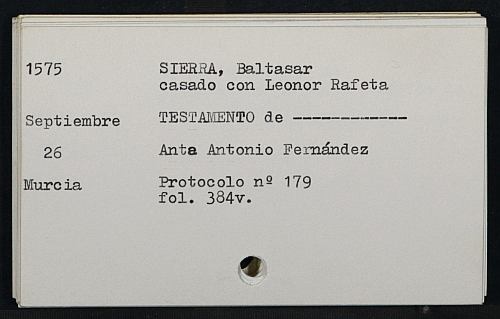 1575 SIERRA, Baltasar
casado con Leonor Rafeta
Septiembre TESTAMENTO de ------------
26 Anta Antonio Fernández
Murcia Protocolo nº 179
fol. 384v.